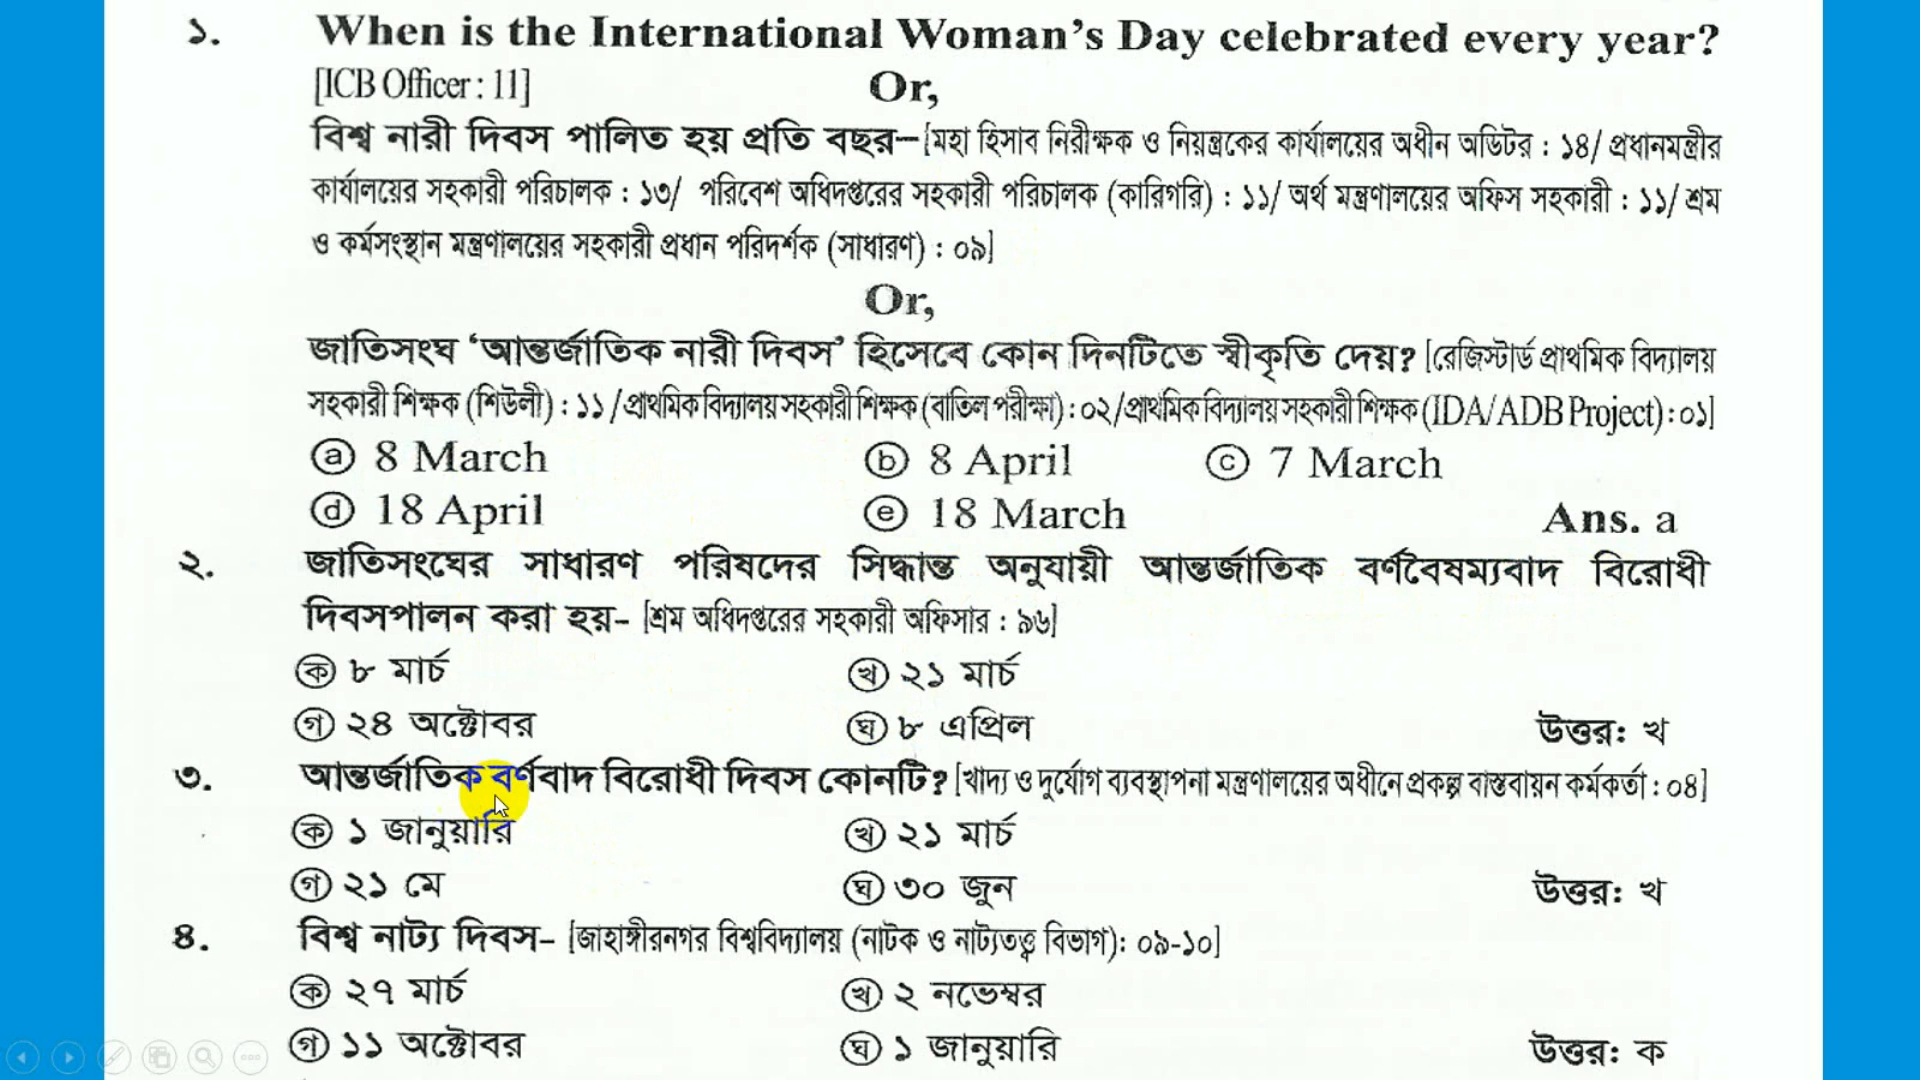 ১. When is the International Woman's Day celebrated every year?
[ICB Officer : 11] Or,
বিশ্ব নারী দিবস পালিত হয় প্রতি বছর– [মহা হিসাব নিরীক্ষক ও নিয়ন্ত্রকের কার্যালয়ের অধীন অডিটর : ১৪/ প্রধানমন্ত্রীর
কার্যালয়ের সহকারী পরিচালক : ১৩/ পরিবেশ অধিদপ্তরের সহকারী পরিচালক (কারিগরি) : ১১/ অর্থ মন্ত্রণালয়ের অফিস সহকারী : ১১/ শ্রম
ও কর্মসংস্থান মন্ত্রণালয়ের সহকারী প্রধান পরিদর্শক (সাধারণ) : ০৯]
Or,
জাতিসংঘ ‘আন্তর্জাতিক নারী দিবস’ হিসেবে কোন দিনটিতে স্বীকৃতি দেয়? [রেজিস্টার্ড প্রাথমিক বিদ্যালয়
সহকারী শিক্ষক (শিউলী) : ১১/প্রাথমিক বিদ্যালয় সহকারী শিক্ষক (বাতিল পরীক্ষা) : ০২/প্রাথমিক বিদ্যালয় সহকারী শিক্ষক (IDA/ADB Project) : ০১]
ⓐ 8 March ⓑ 8 April ⓒ 7 March
ⓓ 18 April ⓔ 18 March Ans. a
২. জাতিসংঘের সাধারণ পরিষদের সিদ্ধান্ত অনুযায়ী আন্তর্জাতিক বর্ণবৈষম্যবাদ বিরোধী
দিবসপালন করা হয়- [শ্রম অধিদপ্তরের সহকারী অফিসার : ৯৬]
ক ৮ মার্চ খ ২১ মার্চ
গ ২৪ অক্টোবর ঘ ৮ এপ্রিল উত্তর: খ
৩. আন্তর্জাতিক বর্ণবাদ বিরোধী দিবস কোনটি? [খাদ্য ও দুর্যোগ ব্যবস্থাপনা মন্ত্রণালয়ের অধীনে প্রকল্প বাস্তবায়ন কর্মকর্তা : ০৪]
ক ১ জানুয়ারি খ ২১ মার্চ
গ ২১ মে ঘ ৩০ জুন উত্তর: খ
৪. বিশ্ব নাট্য দিবস- [জাহাঙ্গীরনগর বিশ্ববিদ্যালয় (নাটক ও নাট্যতত্ত্ব বিভাগ): ০৯-১০]
ক ২৭ মার্চ খ ২ নভেম্বর
গ ১১ অক্টোবর ঘ ১ জানুয়ারি উত্তর: ক